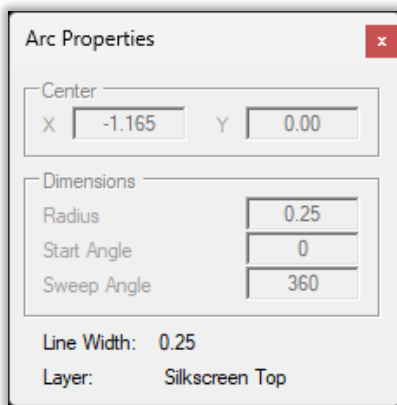 Arc Properties x
Center
X -1.165 Y 0.00
Dimensions
Radius 0.25
Start Angle 0
Sweep Angle 360
Line Width: 0.25
Layer: Silkscreen Top